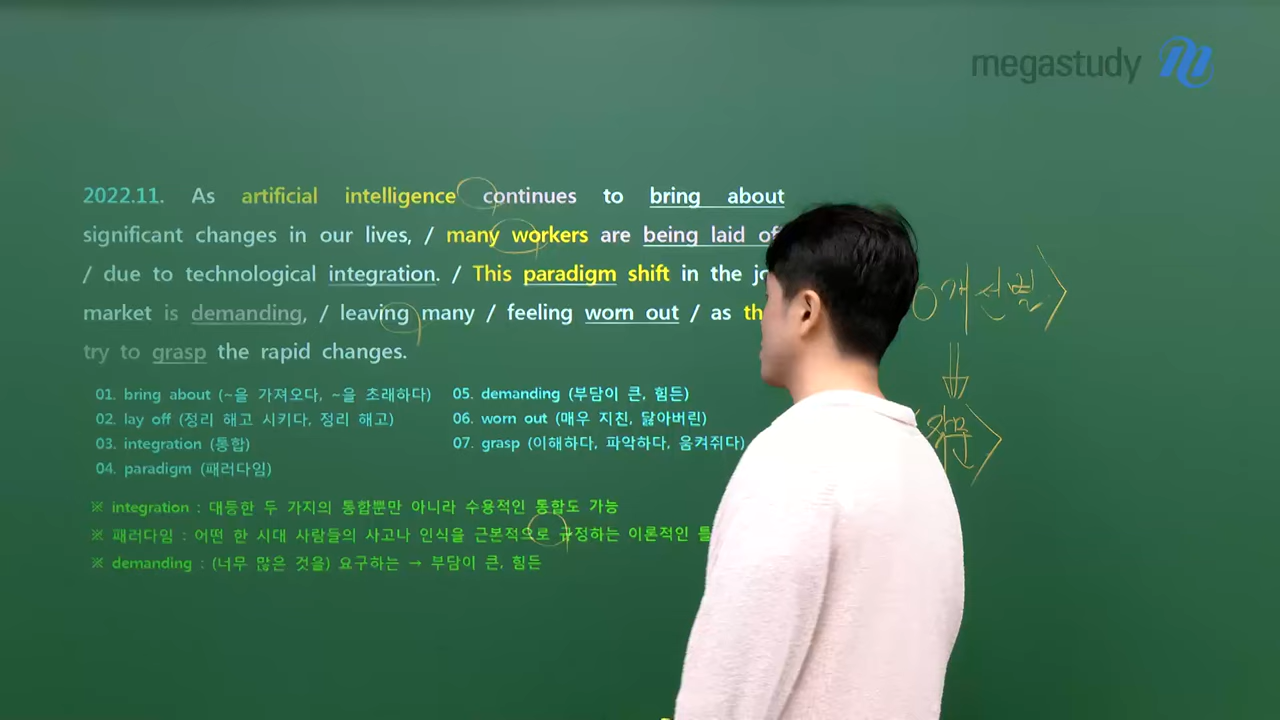 megastudy
2022.11. As artificial intelligence continues to bring about
significant changes in our lives, / many workers are being laid of
/ due to technological integration. / This paradigm shift in the jo
market is demanding, / leaving many / feeling worn out / as th
try to grasp the rapid changes.
01. bring about (~을 가져오다, ~을 초래하다)
02. lay off (정리 해고 시키다, 정리 해고)
03. integration (통합)
04. paradigm (패러다임)
05. demanding (부담이 큰, 힘든)
06. worn out (매우 지친, 닳아버린)
07. grasp (이해하다, 파악하다, 움켜쥐다)
※ integration : 대등한 두 가지의 통합뿐만 아니라 수용적인 통합도 가능
※ 패러다임 : 어떤 한 시대 사람들의 사고나 인식을 근본적으로 규정하는 이론적인 틀
※ demanding : (너무 많은 것을) 요구하는 → 부담이 큰, 힘든